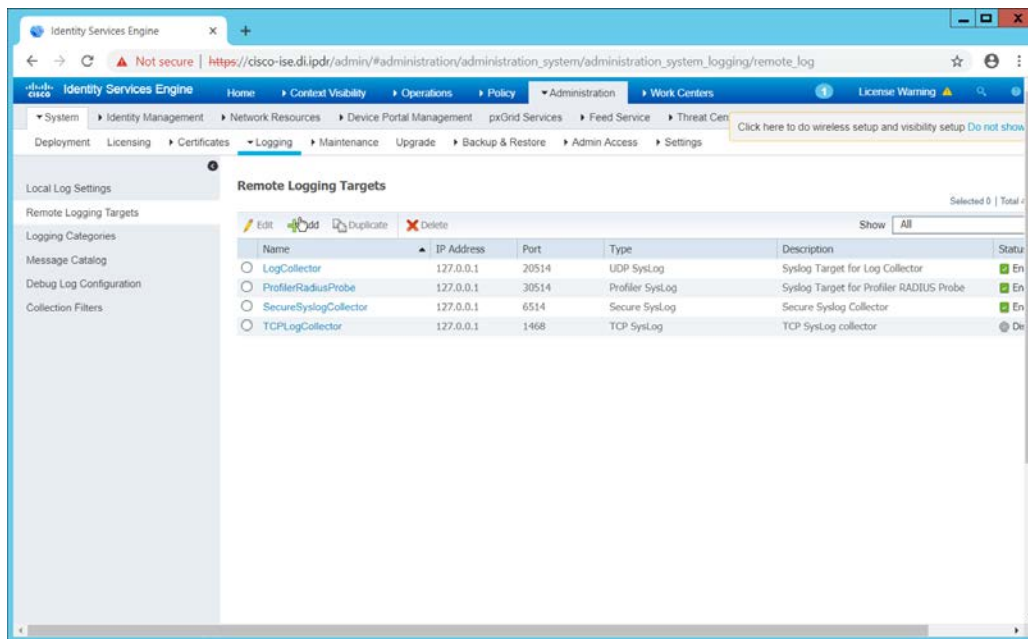 Identity Services Engine
Not secure | https://cisco-ise.di.ipdr/admin/#administration/administration_system/administration_system_logging/remote_log
cisco Identity Services Engine Home Context Visibility Operations Policy Administration Work Centers 1 License Warning
System Identity Management Network Resources Device Portal Management pxGrid Services Feed Service Threat Cen
Click here to do wireless setup and visibility setup Do not show
Deployment Licensing Certificates Logging Maintenance Upgrade Backup & Restore Admin Access Settings
Local Log Settings
Remote Logging Targets
Logging Categories
Message Catalog
Debug Log Configuration
Collection Filters
Remote Logging Targets
Selected 0 | Total
Edit Add Duplicate Delete Show All
Name IP Address Port Type Description Statu
LogCollector 127.0.0.1 20514 UDP SysLog Syslog Target for Log Collector En
ProfilerRadiusProbe 127.0.0.1 30514 Profiler SysLog Syslog Target for Profiler RADIUS Probe En
SecureSyslogCollector 127.0.0.1 6514 Secure SysLog Secure Syslog Collector En
TCPLogCollector 127.0.0.1 1468 TCP SysLog TCP SysLog collector De